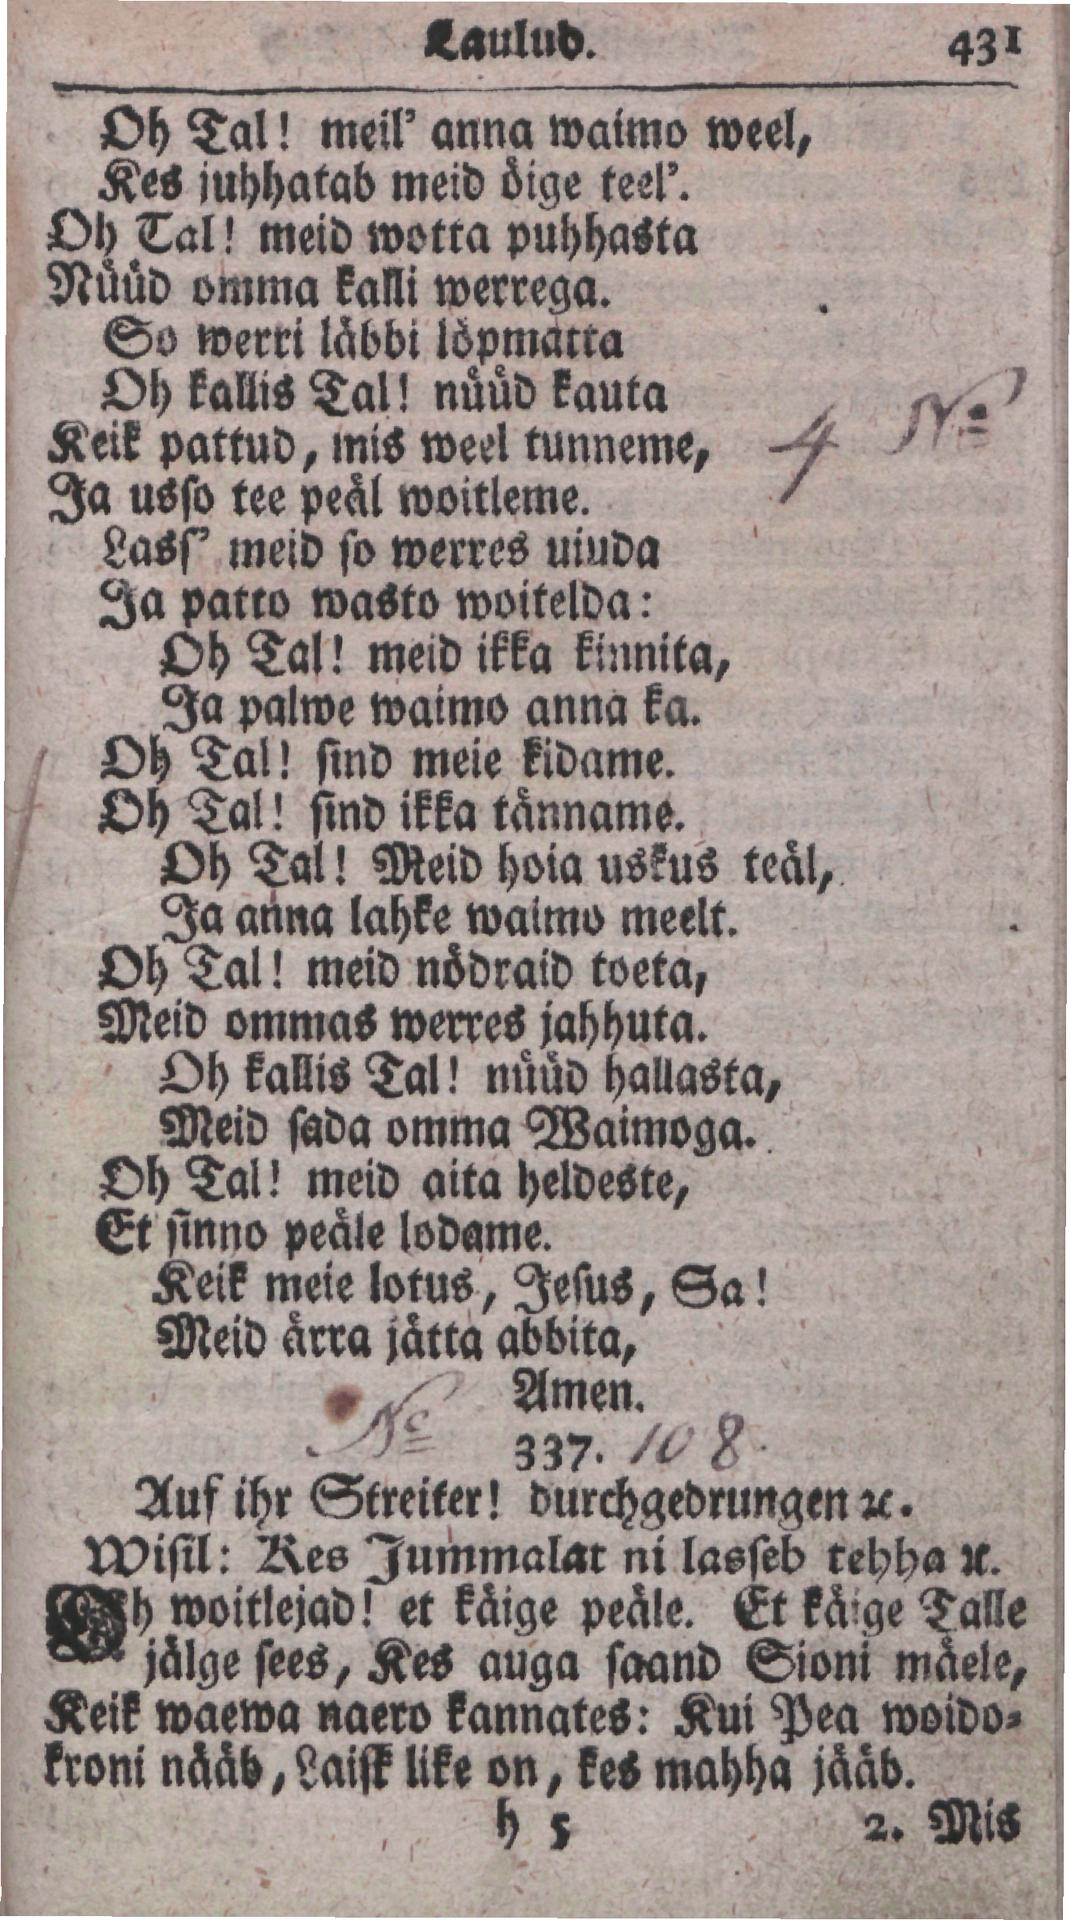 Laulud. 431
Oh Tal! meil' anna waimo weel,
Kes juhhatab meid öige teel'.
Oh Tal! meid wotta puhhasta
Nüüd omma kalli werrega.
So werri läbbi löpmatta
Oh kallis Tal! nüüd kauta
Keik pattud, mis weel tunneme,
4 No
Ja usso tee peäl woitleme.
Lass' meid so werres uiuda
Ja patto wasto woitelda:
Oh Tal! meid ikka kinnita,
Ja palwe waimo anna ka.
Oh Tal! sind meie kidame.
Oh Tal! sind ikka tänname.
Oh Tal! Meid hoia uskus teäl,
Ja anna lahke waimo meelt.
Oh Tal! meid nödraid toeta,
Meid ommas werres jahhuta.
Oh kallis Tal! nüüd hallasta,
Meid sada omma Waimoga.
Oh Tal! meid aita heldeste,
Et sinno peäle lodame.
Keik meie lotus, Jesus, Sa!
Meid ärra jätta abbita,
Amen.
No 337. 108
Auf ihr Streiter! durchgedrungen ꝛc.
Wisil: Kes Jummalat ni lasseb tehha ꝛc.
Oh woitlejad! et käige peäle. Et käige Talle
jälge sees, Kes auga saand Sioni mäele,
Keik waewa naero kannates: Kui Pea woido-
kroni nääb, Laisk like on, kes mahha jääb.
h 5 2. Mis